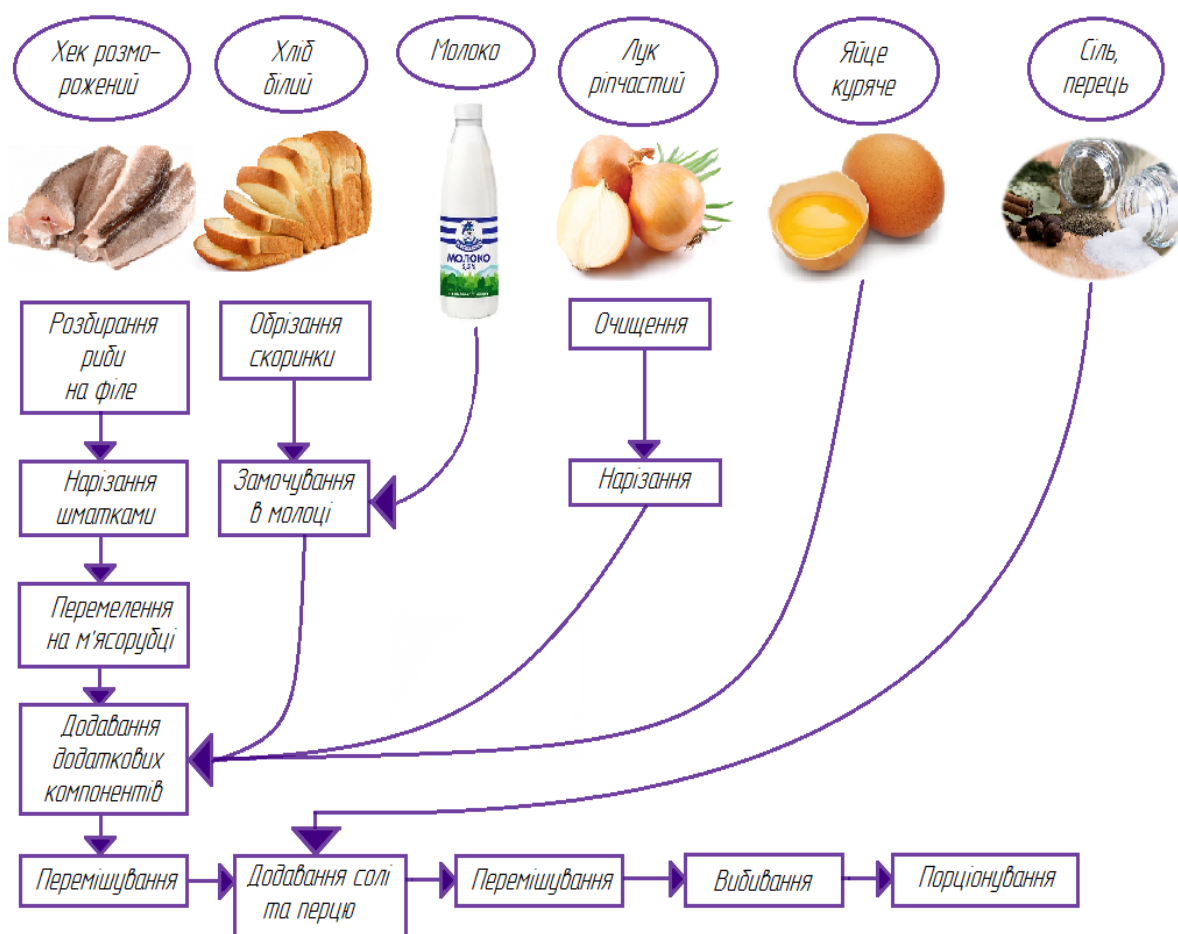 Хек розмо-
рожений
Хліб
білий
Молоко
Лук
ріпчастий
Яйце
куряче
Сіль,
перець
МОЛОКО
Розбирання
риби
на філе
Обрізання
скоринки
Очищення
Нарізання
шматками
Замочування
в молоці
Нарізання
Перемелення
на м'ясорубці
Додавання
додаткових
компонентів
Перемішування
Додавання солі
та перцю
Перемішування
Вибивання
Порціонування